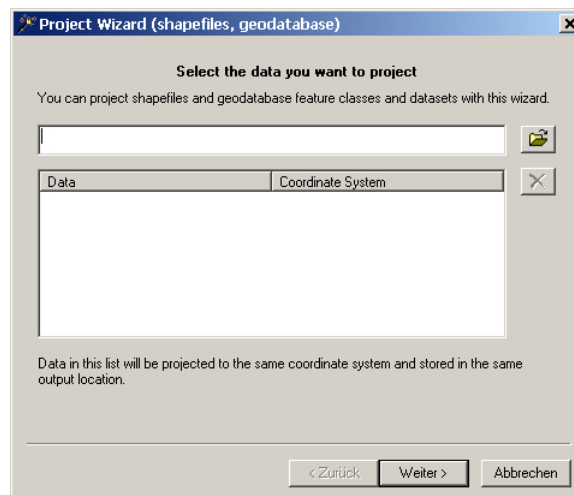 Project Wizard (shapefiles, geodatabase)
Select the data you want to project
You can project shapefiles and geodatabase feature classes and datasets with this wizard.
Data Coordinate System
Data in this list will be projected to the same coordinate system and stored in the same
output location.
< Zurück Weiter > Abbrechen